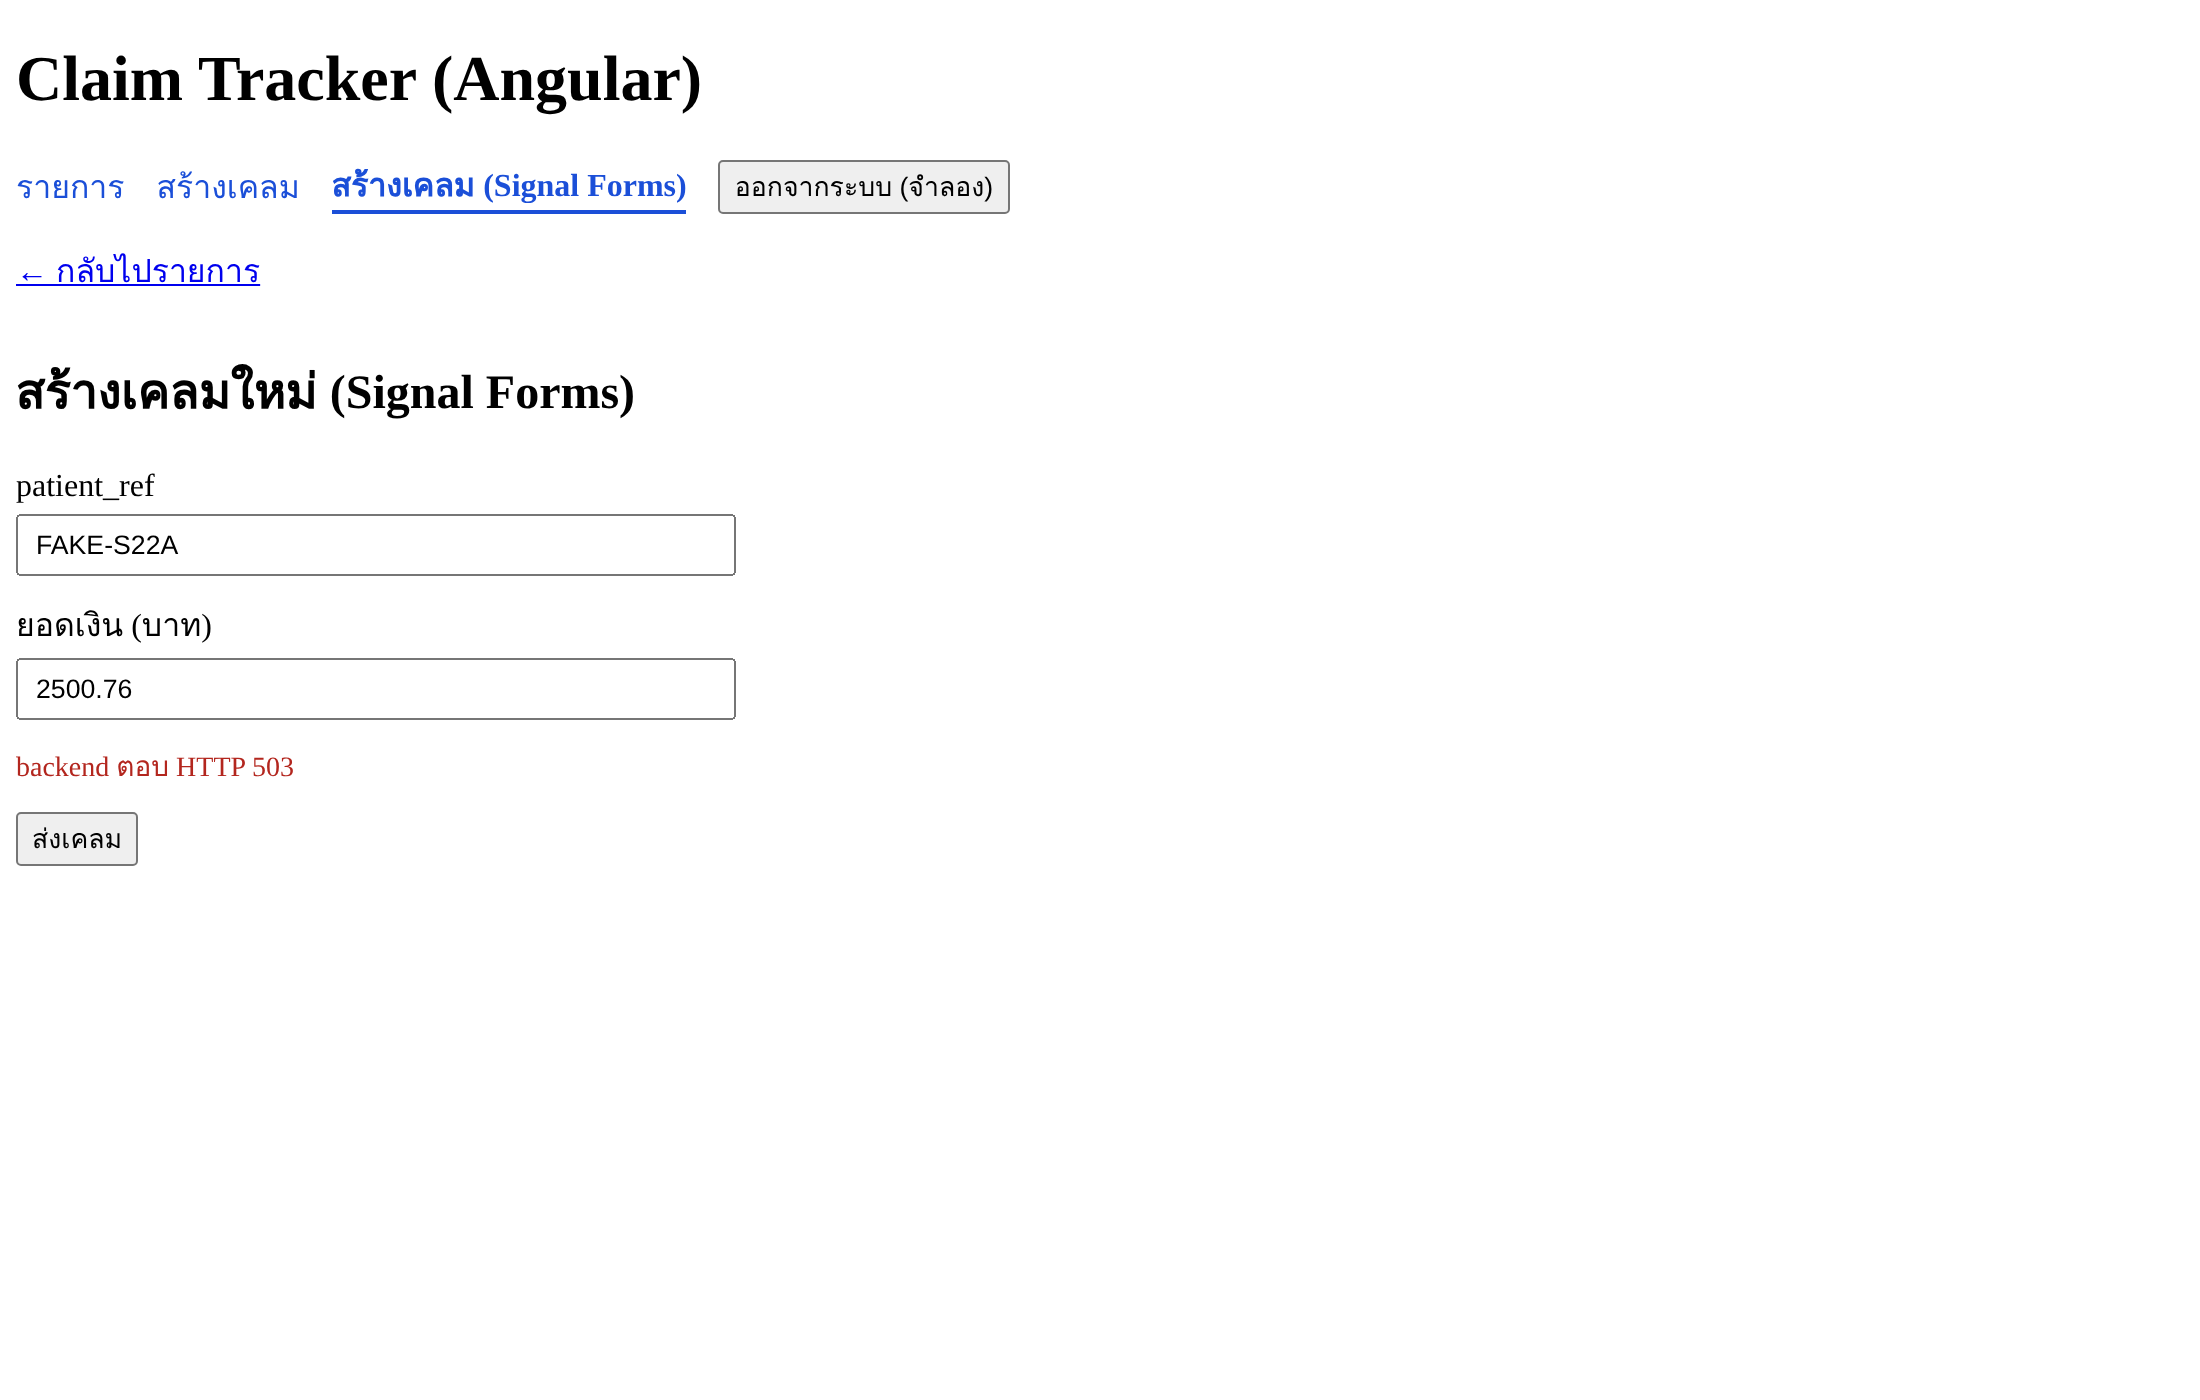 Claim Tracker (Angular)
รายการ สร้างเคลม สร้างเคลม (Signal Forms) ออกจากระบบ (จำลอง)
← กลับไปรายการ
สร้างเคลมใหม่ (Signal Forms)
patient_ref
FAKE-S22A
ยอดเงิน (บาท)
2500.76
backend ตอบ HTTP 503
ส่งเคลม